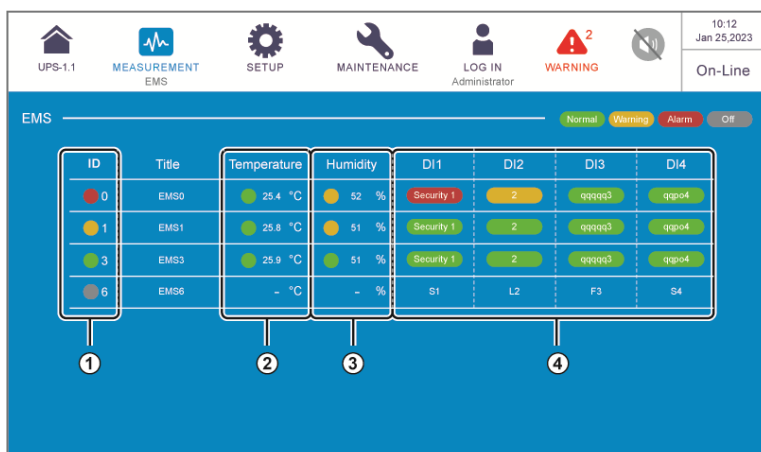 10:12
Jan 25,2023
2
UPS-1.1 MEASUREMENT SETUP MAINTENANCE LOG IN WARNING On-Line
EMS Administrator
EMS Normal Warning Alarm Off
ID Title Temperature Humidity DI1 DI2 DI3 DI4
0 EMS0 25.4 °C 52 % Security 1 2 qqqqq3 qqpo4
1 EMS1 25.8 °C 51 % Security 1 2 qqqqq3 qqpo4
3 EMS3 25.9 °C 51 % Security 1 2 qqqqq3 qqpo4
6 EMS6 - °C - % S1 L2 F3 S4
1 2 3 4